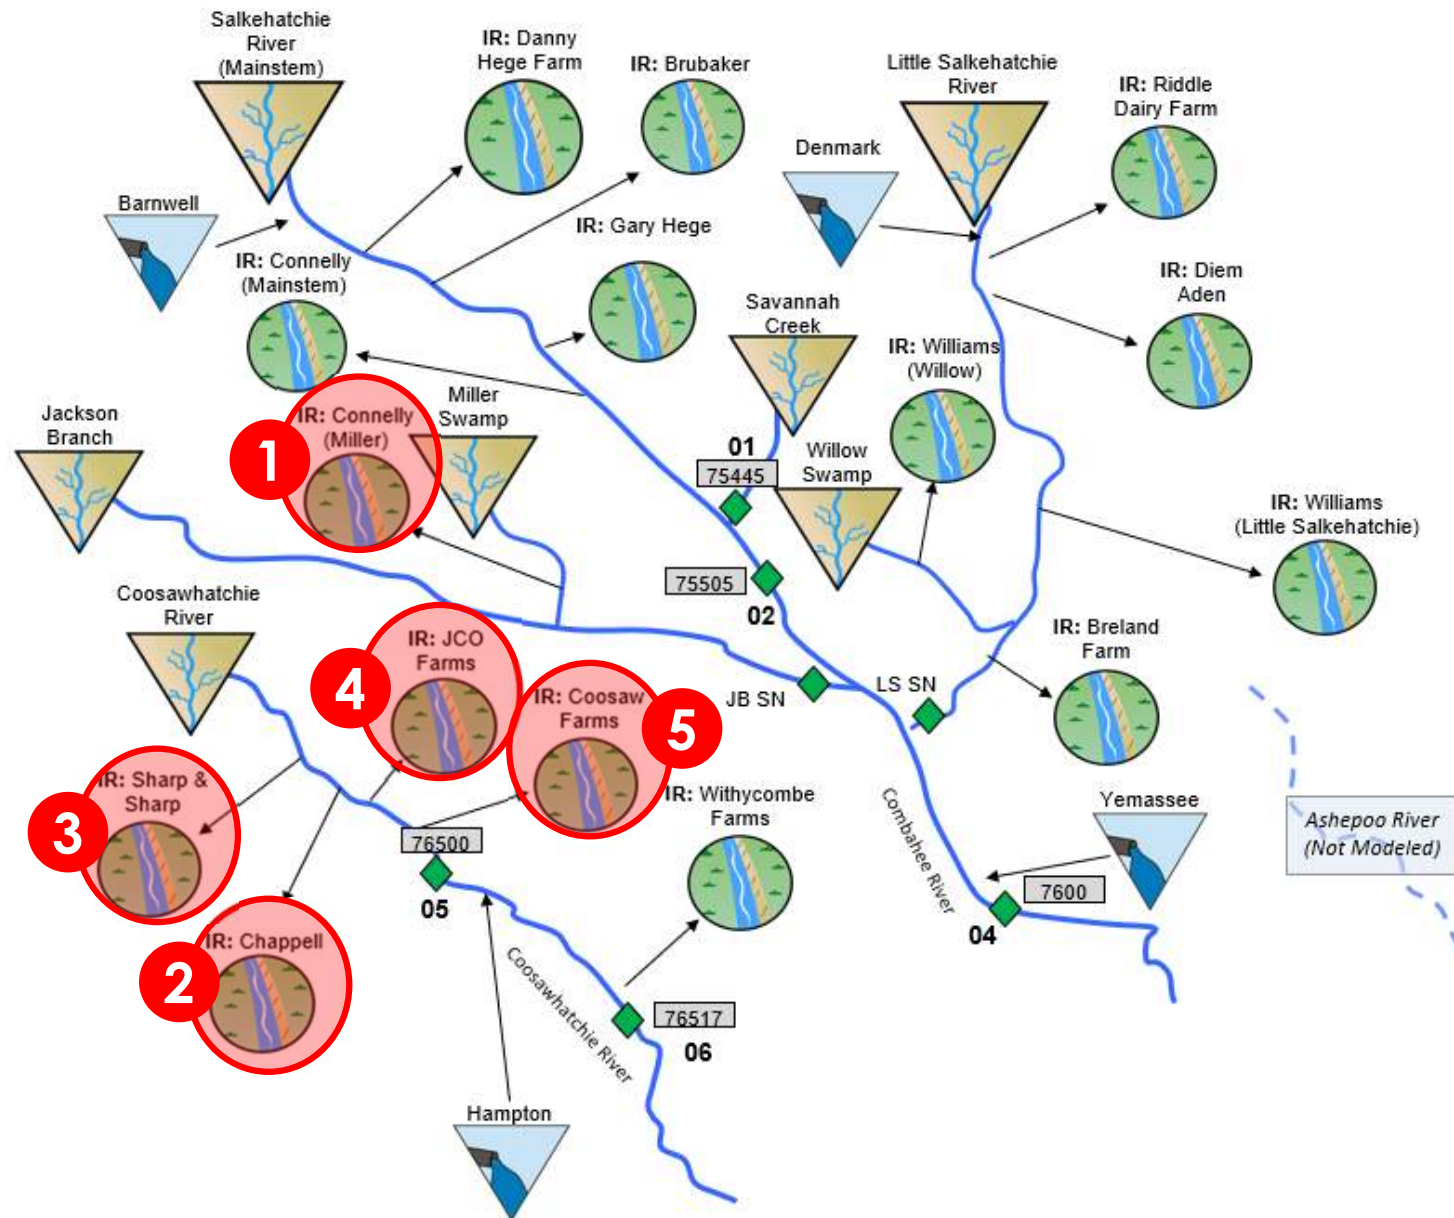 Salkehatchie
River
(Mainstem)
IR: Danny
Hege Farm
IR: Brubaker
Little Salkehatchie
River
IR: Riddle
Dairy Farm
Denmark
Barnwell
IR: Gary Hege
IR: Connelly
(Mainstem)
IR: Diem
Aden
Savannah
Creek
IR: Williams
(Willow)
Miller
Swamp
Jackson
Branch
IR: Connelly
(Miller)
1
01
75445
Willow
Swamp
IR: Williams
(Little Salkehatchie)
75505
02
Coosawhatchie
River
IR: JCO
Farms
4
IR: Breland
Farm
JB SN
LS SN
IR: Coosaw
Farms
5
IR: Sharp &
Sharp
3
IR: Withycombe
Farms
Combahee River
Yemassee
Ashepoo River
(Not Modeled)
76500
05
7600
04
IR: Chappell
2
Coosawhatchie River
76517
06
Hampton